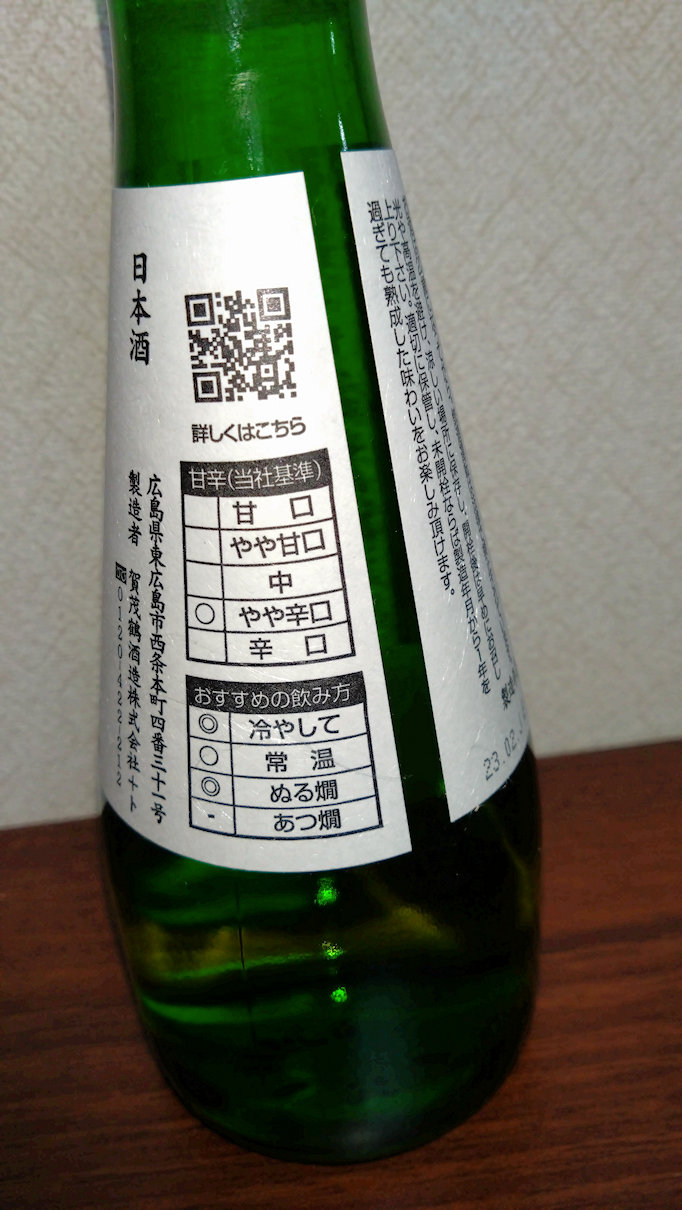 日本酒
詳しくはこちら
甘辛(当社基準)
甘 口
やや甘口
中
○ やや辛口
辛 口
おすすめの飲み方
◎ 冷やして
○ 常 温
◎ ぬる燗
- あつ燗
広島県東広島市西条本町四番三十一号
製造者 賀茂鶴酒造株式会社+ト
0120-422-212
光や高温を避け、涼しい場所に保存し、開栓後は早めにお召し
上り下さい。適切に保管し、未開栓ならば製造年月から1年を
過ぎても熟成した味わいをお楽しみ頂けます。
製造
23.02.